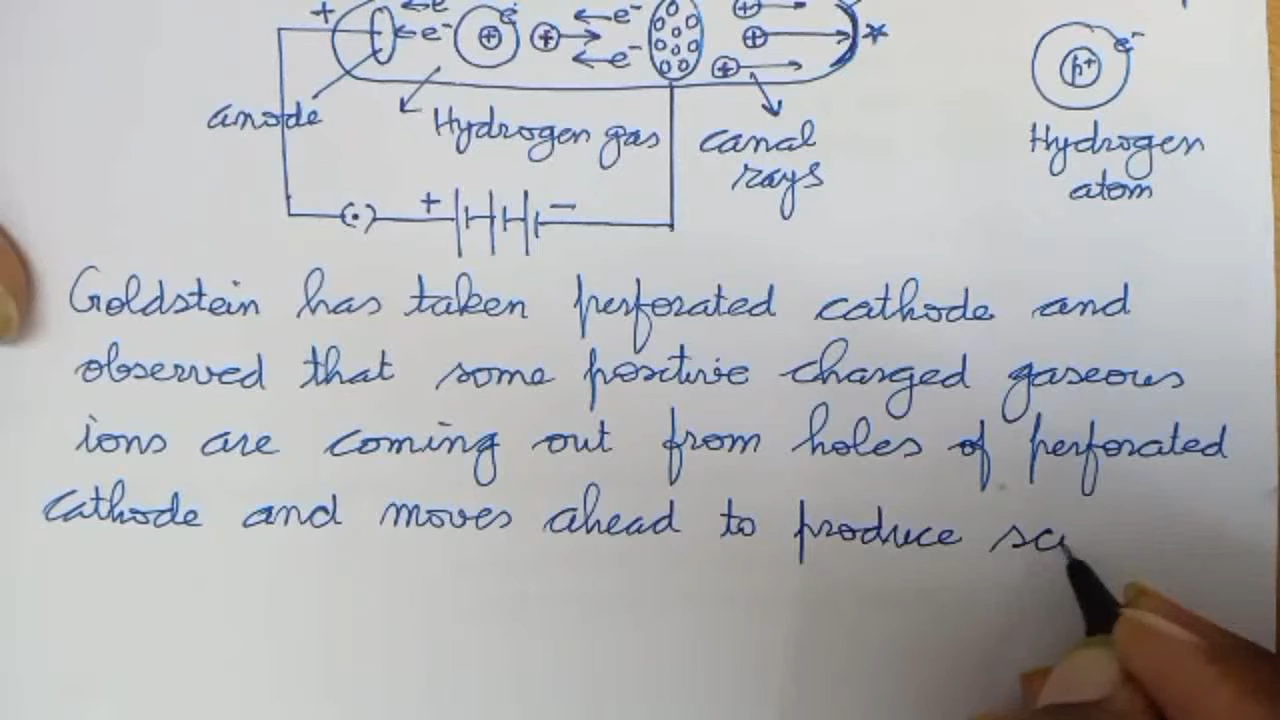 + e e⁻ e⁻
e⁻ + + e⁻ + e⁻
anode Hydrogen gas canal rays
+ −
p⁺ e⁻
Hydrogen
atom
Goldstein has taken perforated cathode and
observed that some positive charged gaseous
ions are coming out from holes of perforated
cathode and moves ahead to produce sc